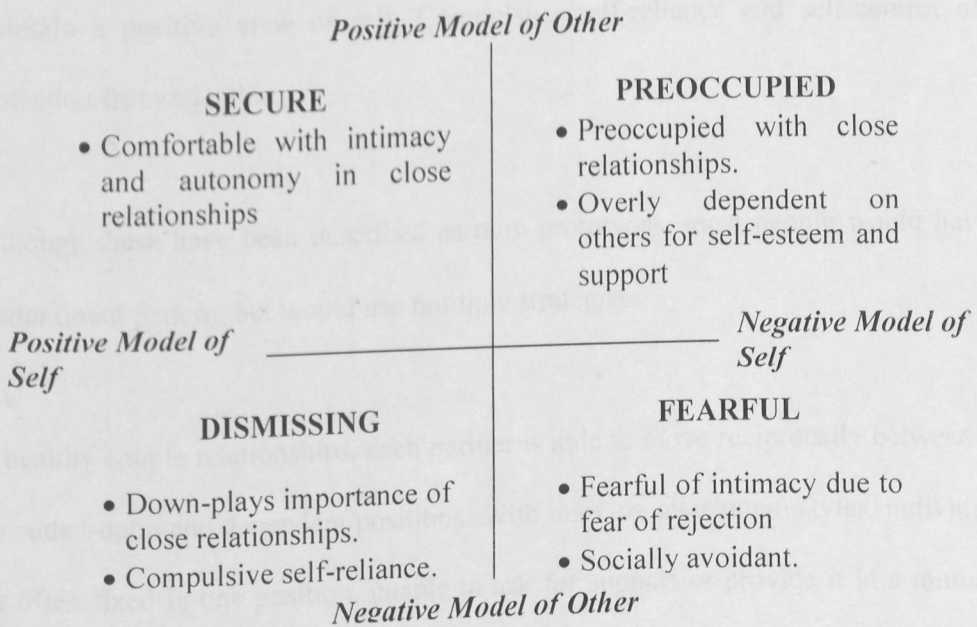 Positive Model of Other
SECURE
• Comfortable with intimacy
and autonomy in close
relationships
PREOCCUPIED
• Preoccupied with close
relationships.
• Overly dependent on
others for self-esteem and
support
Positive Model of
Self
Negative Model of
Self
DISMISSING
• Down-plays importance of
close relationships.
• Compulsive self-reliance.
FEARFUL
• Fearful of intimacy due to
fear of rejection
• Socially avoidant.
Negative Model of Other